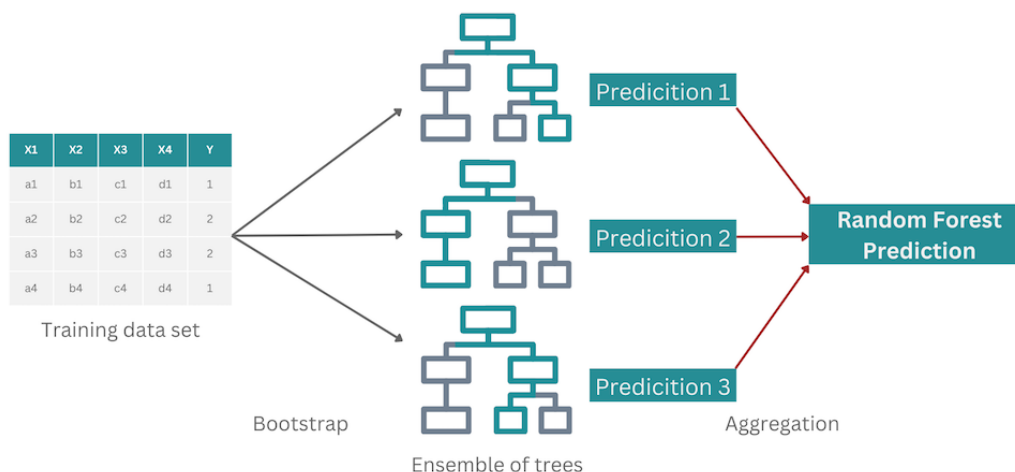 X1 X2 X3 X4 Y
a1 b1 c1 d1 1
a2 b2 c2 d2 2
a3 b3 c3 d3 2
a4 b4 c4 d4 1
Training data set
Bootstrap
Ensemble of trees
Predicition 1
Predicition 2
Predicition 3
Aggregation
Random Forest
Prediction